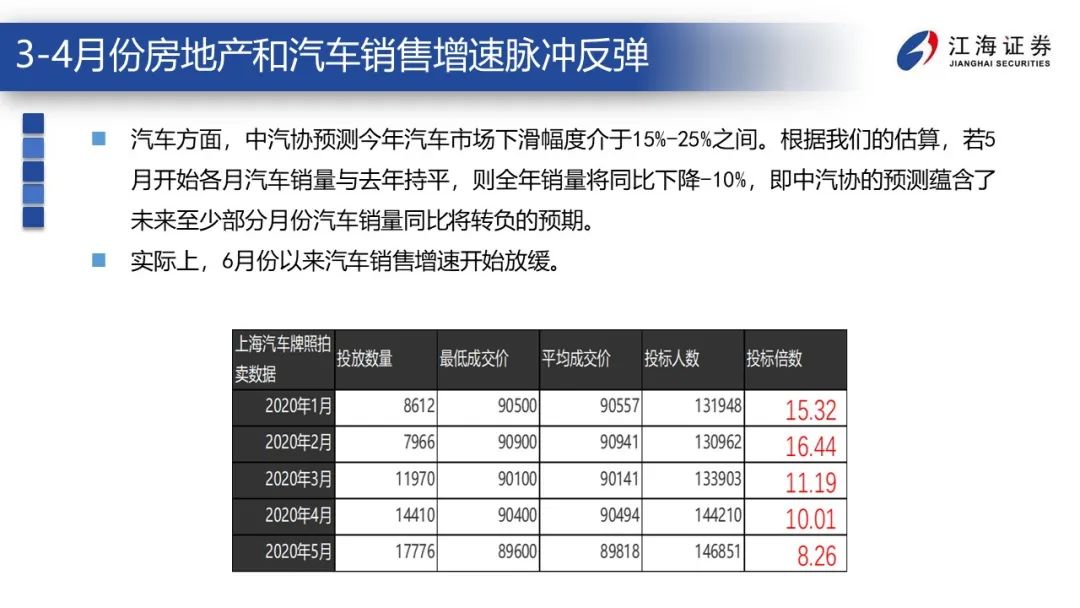 3-4月份房地产和汽车销售增速脉冲反弹
江海证券
JIANGHAI SECURITIES
汽车方面，中汽协预测今年汽车市场下滑幅度介于15%-25%之间。根据我们的估算，若5
月开始各月汽车销量与去年持平，则全年销量将同比下降-10%，即中汽协的预测蕴含了
未来至少部分月份汽车销量同比将转负的预期。
实际上，6月份以来汽车销售增速开始放缓。
上海汽车牌照拍
卖数据 投放数量 最低成交价 平均成交价 投标人数 投标倍数
2020年1月 8612 90500 90557 131948 15.32
2020年2月 7966 90900 90941 130962 16.44
2020年3月 11970 90100 90141 133903 11.19
2020年4月 14410 90400 90494 144210 10.01
2020年5月 17776 89600 89818 146851 8.26